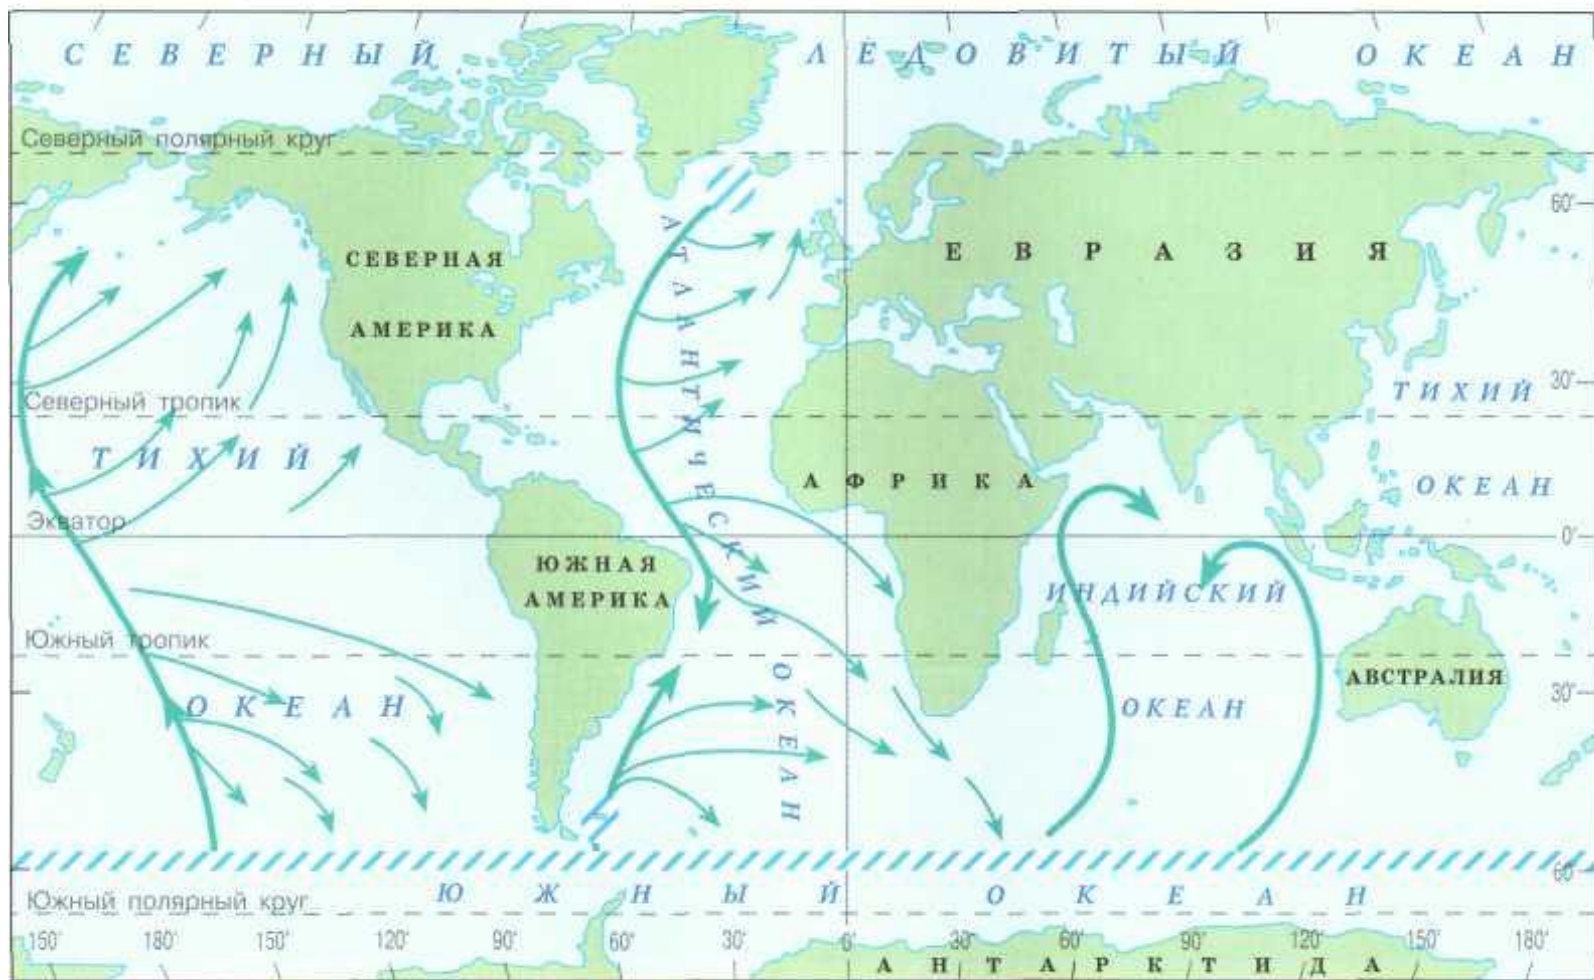 СЕВЕРНЫЙ ЛЕДОВИТЫЙ ОКЕАН
Северный полярный круг
60°
СЕВЕРНАЯ
АМЕРИКА
АТЛАНТИЧЕСКИЙ ОКЕАН
ЕВРАЗИЯ
30°
Северный тропик
ТИХИЙ
ТИХИЙ
ОКЕАН
АФРИКА
Экватор
0°
ЮЖНАЯ
АМЕРИКА
ИНДИЙСКИЙ
ОКЕАН
Южный тропик
ОКЕАН
АВСТРАЛИЯ
30°
60°
Южный полярный круг
ЮЖНЫЙ ОКЕАН
150° 180° 150° 120° 90° 60° 30° 0° 30° 60° 90° 120° 150° 180°
АНТАРКТИДА